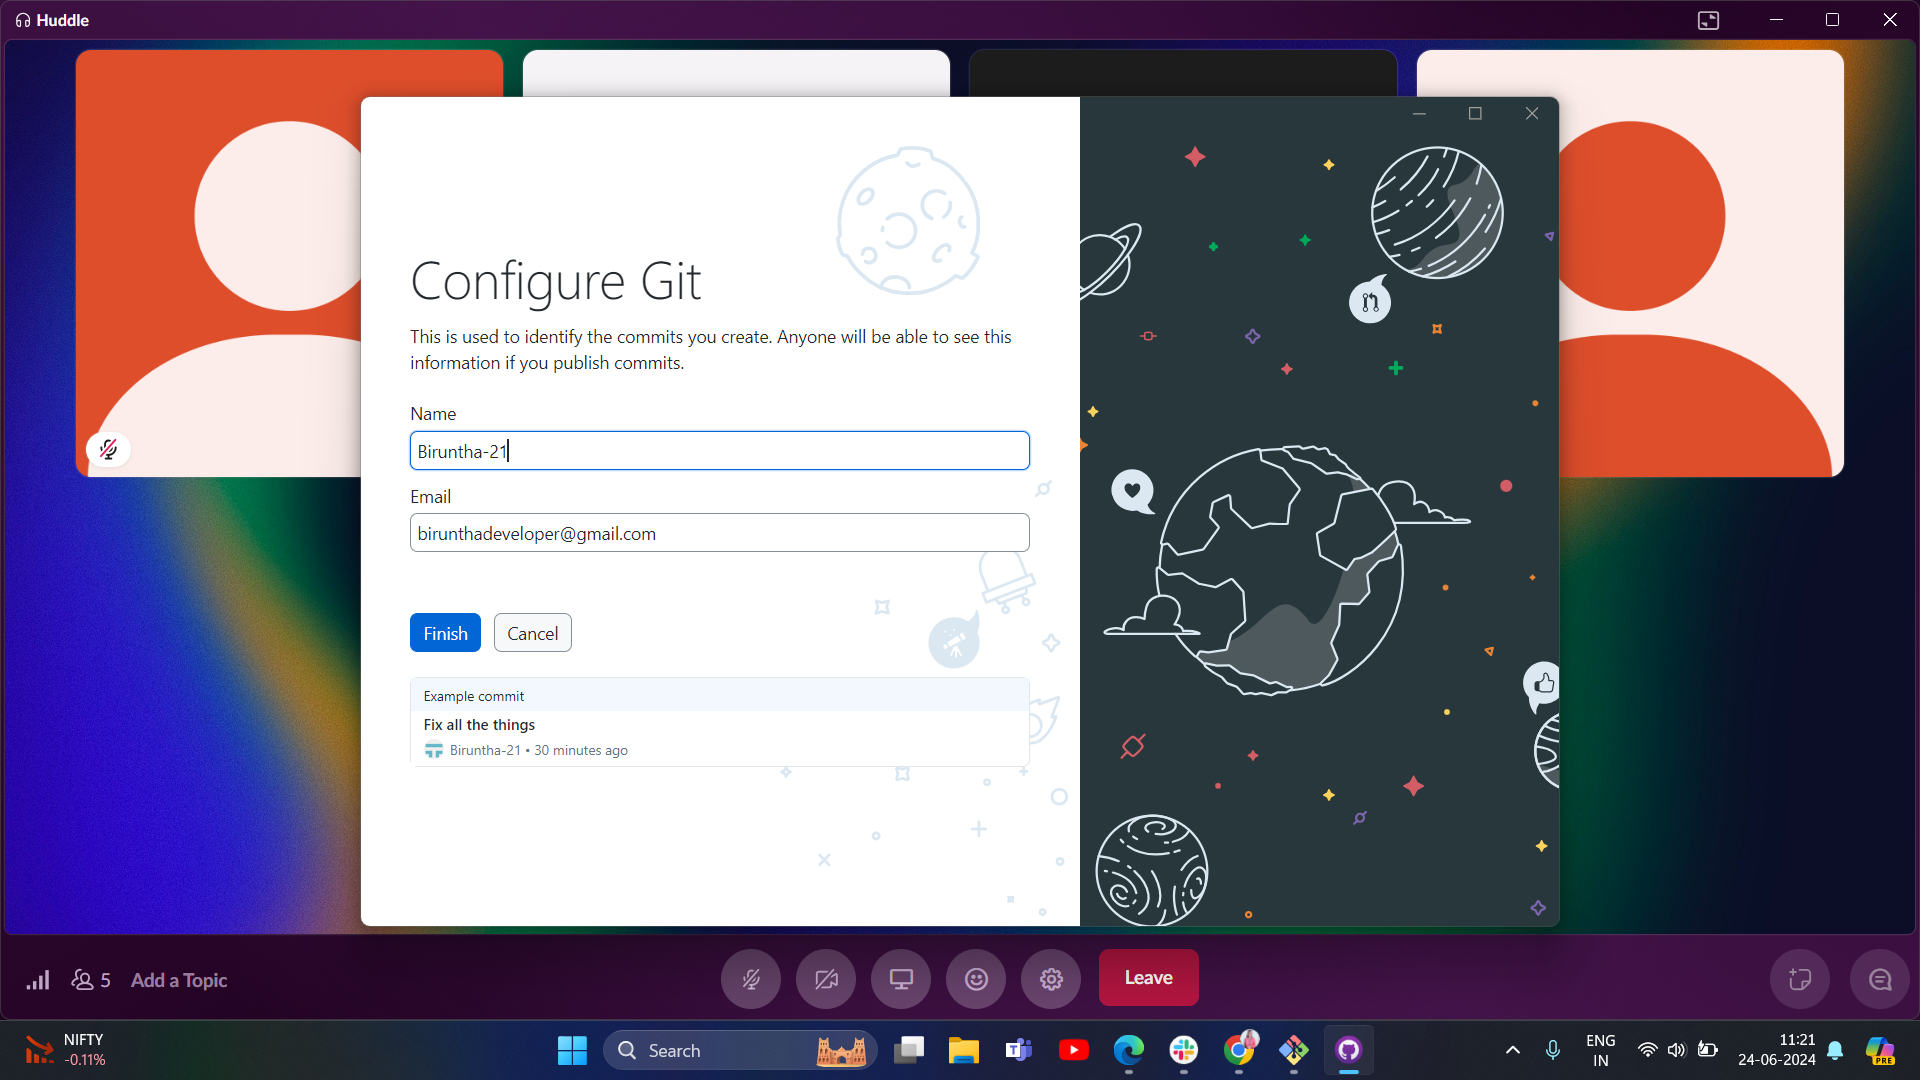 Huddle
Configure Git
This is used to identify the commits you create. Anyone will be able to see this
information if you publish commits.
Name
Biruntha-21
Email
birunthadeveloper@gmail.com
Finish
Cancel
Example commit
Fix all the things
Biruntha-21 • 30 minutes ago
5
Add a Topic
Leave
NIFTY
-0.11%
Search
T
ENG
IN
11:21
24-06-2024
PRE